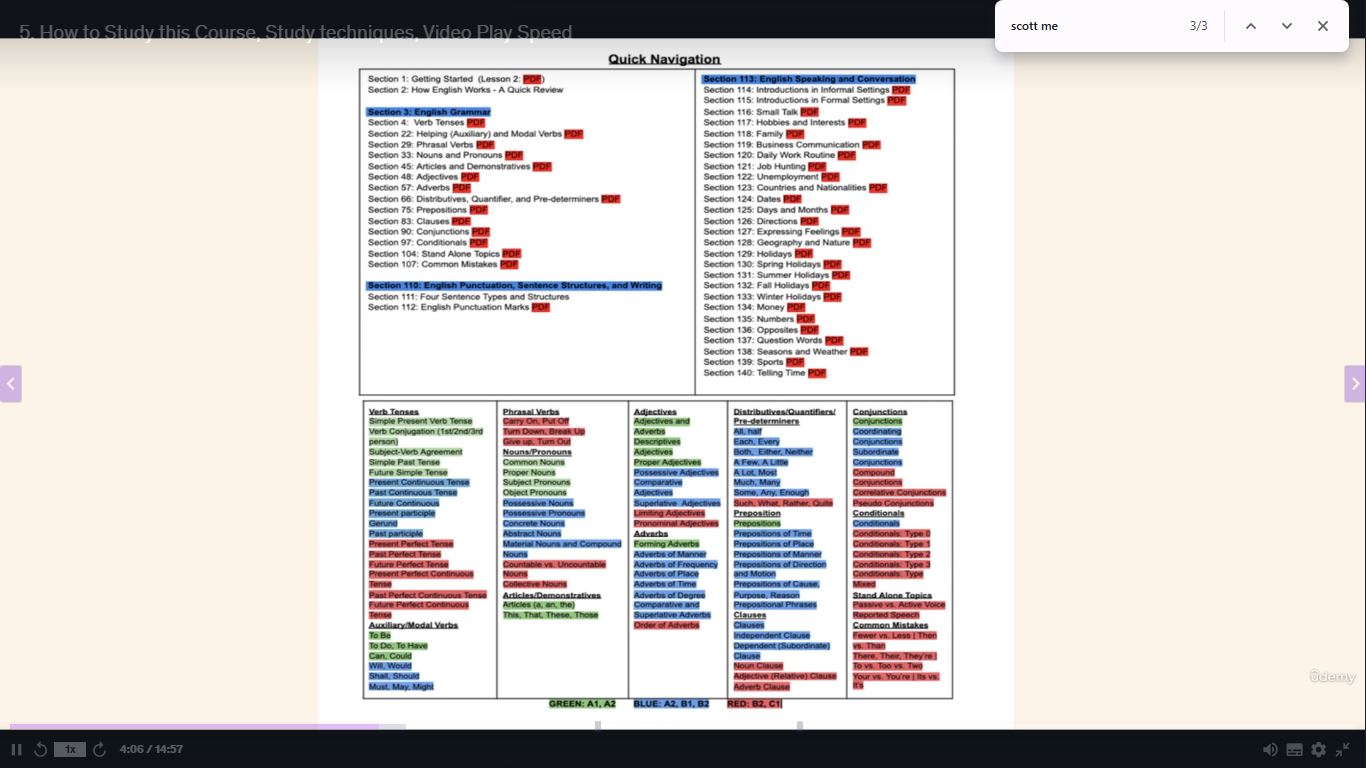 5. How to Study this Course, Study techniques, Video Play Speed
scott me
3/3
Quick Navigation
Section 1: Getting Started (Lesson 2: PDF)
Section 2: How English Works - A Quick Review
Section 3: English Grammar
Section 4: Verb Tenses PDF
Section 22: Helping (Auxiliary) and Modal Verbs PDF
Section 29: Phrasal Verbs PDF
Section 33: Nouns and Pronouns PDF
Section 45: Articles and Demonstratives PDF
Section 48: Adjectives PDF
Section 57: Adverbs PDF
Section 66: Distributives, Quantifier, and Pre-determiners PDF
Section 75: Prepositions PDF
Section 83: Clauses PDF
Section 90: Conjunctions PDF
Section 97: Conditionals PDF
Section 104: Stand Alone Topics PDF
Section 107: Common Mistakes PDF
Section 110: English Punctuation, Sentence Structures, and Writing
Section 111: Four Sentence Types and Structures
Section 112: English Punctuation Marks PDF
Section 113: English Speaking and Conversation
Section 114: Introductions in Informal Settings PDF
Section 115: Introductions in Formal Settings PDF
Section 116: Small Talk PDF
Section 117: Hobbies and Interests PDF
Section 118: Family PDF
Section 119: Business Communication PDF
Section 120: Daily Work Routine PDF
Section 121: Job Hunting PDF
Section 122: Unemployment PDF
Section 123: Countries and Nationalities PDF
Section 124: Dates PDF
Section 125: Days and Months PDF
Section 126: Directions PDF
Section 127: Expressing Feelings PDF
Section 128: Geography and Nature PDF
Section 129: Holidays PDF
Section 130: Spring Holidays PDF
Section 131: Summer Holidays PDF
Section 132: Fall Holidays PDF
Section 133: Winter Holidays PDF
Section 134: Money PDF
Section 135: Numbers PDF
Section 136: Opposites PDF
Section 137: Question Words PDF
Section 138: Seasons and Weather PDF
Section 139: Sports PDF
Section 140: Telling Time PDF
Verb Tenses
Simple Present Verb Tense
Verb Conjugation (1st/2nd/3rd
person)
Subject-Verb Agreement
Simple Past Tense
Future Simple Tense
Present Continuous Tense
Past Continuous Tense
Future Continuous
Present participle
Gerund
Past participle
Present Perfect Tense
Past Perfect Tense
Future Perfect Tense
Present Perfect Continuous
Tense
Past Perfect Continuous Tense
Future Perfect Continuous
Tense
Auxiliary/Modal Verbs
To Be
To Do, To Have
Can, Could
Will, Would
Shall, Should
Must, May, Might
Phrasal Verbs
Carry On, Put Off
Turn Down, Break Up
Give up, Turn Out
Nouns/Pronouns
Common Nouns
Proper Nouns
Subject Pronouns
Object Pronouns
Possessive Nouns
Possessive Pronouns
Concrete Nouns
Abstract Nouns
Material Nouns and Compound
Nouns
Countable vs. Uncountable
Nouns
Collective Nouns
Articles/Demonstratives
Articles (a, an, the)
This, That, These, Those
Adjectives
Adjectives and
Adverbs
Descriptives
Adjectives
Proper Adjectives
Possessive Adjectives
Comparative
Adjectives
Superlative Adjectives
Limiting Adjectives
Pronominal Adjectives
Adverbs
Forming Adverbs
Adverbs of Manner
Adverbs of Frequency
Adverbs of Place
Adverbs of Time
Adverbs of Degree
Comparative and
Superlative Adverbs
Order of Adverbs
Distributives/Quantifiers/
Pre-determiners
All, half
Each, Every
Both, Either, Neither
A Few, A Little
A Lot, Most
Much, Many
Some, Any, Enough
Such, What, Rather, Quite
Preposition
Prepositions
Prepositions of Time
Prepositions of Place
Prepositions of Manner
Prepositions of Direction
and Motion
Prepositions of Cause,
Purpose, Reason
Prepositional Phrases
Clauses
Clauses
Independent Clause
Dependent (Subordinate)
Clause
Noun Clause
Adjective (Relative) Clause
Adverb Clause
Conjunctions
Conjunctions
Coordinating
Conjunctions
Subordinate
Conjunctions
Compound
Conjunctions
Correlative Conjunctions
Pseudo Conjunctions
Conditionals
Conditionals
Conditionals: Type 0
Conditionals: Type 1
Conditionals: Type 2
Conditionals: Type 3
Conditionals: Type
Mixed
Stand Alone Topics
Passive vs. Active Voice
Reported Speech
Common Mistakes
Fewer vs. Less | Then
vs. Than
There, Their, They're |
To vs. Too vs. Two
Your vs. You're | Its vs.
It's
GREEN: A1, A2 BLUE: A2, B1, B2 RED: B2, C1
ûdemy
1x
4:06 / 14:57